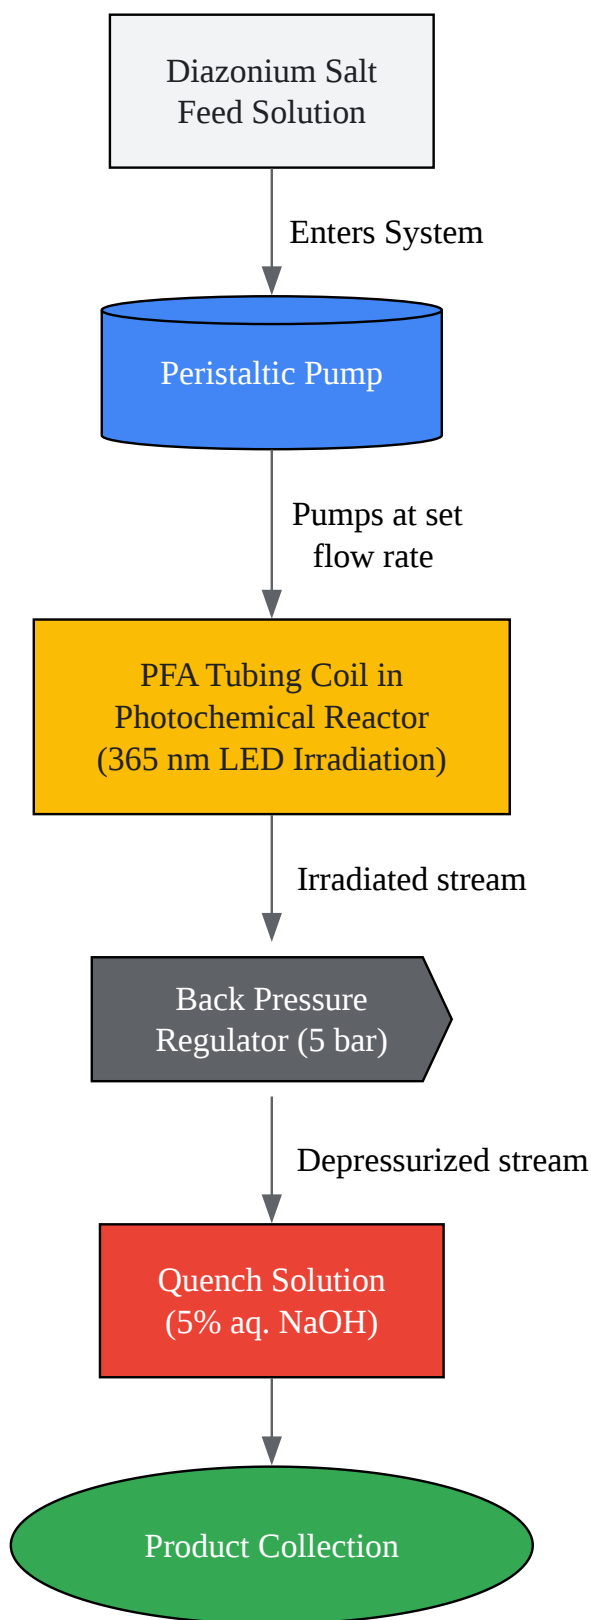 Diazonium Salt
Feed Solution
Enters System
Peristaltic Pump
Pumps at set
flow rate
PFA Tubing Coil in
Photochemical Reactor
(365 nm LED Irradiation)
Irradiated stream
Back Pressure
Regulator (5 bar)
Depressurized stream
Quench Solution
(5% aq. NaOH)
Product Collection